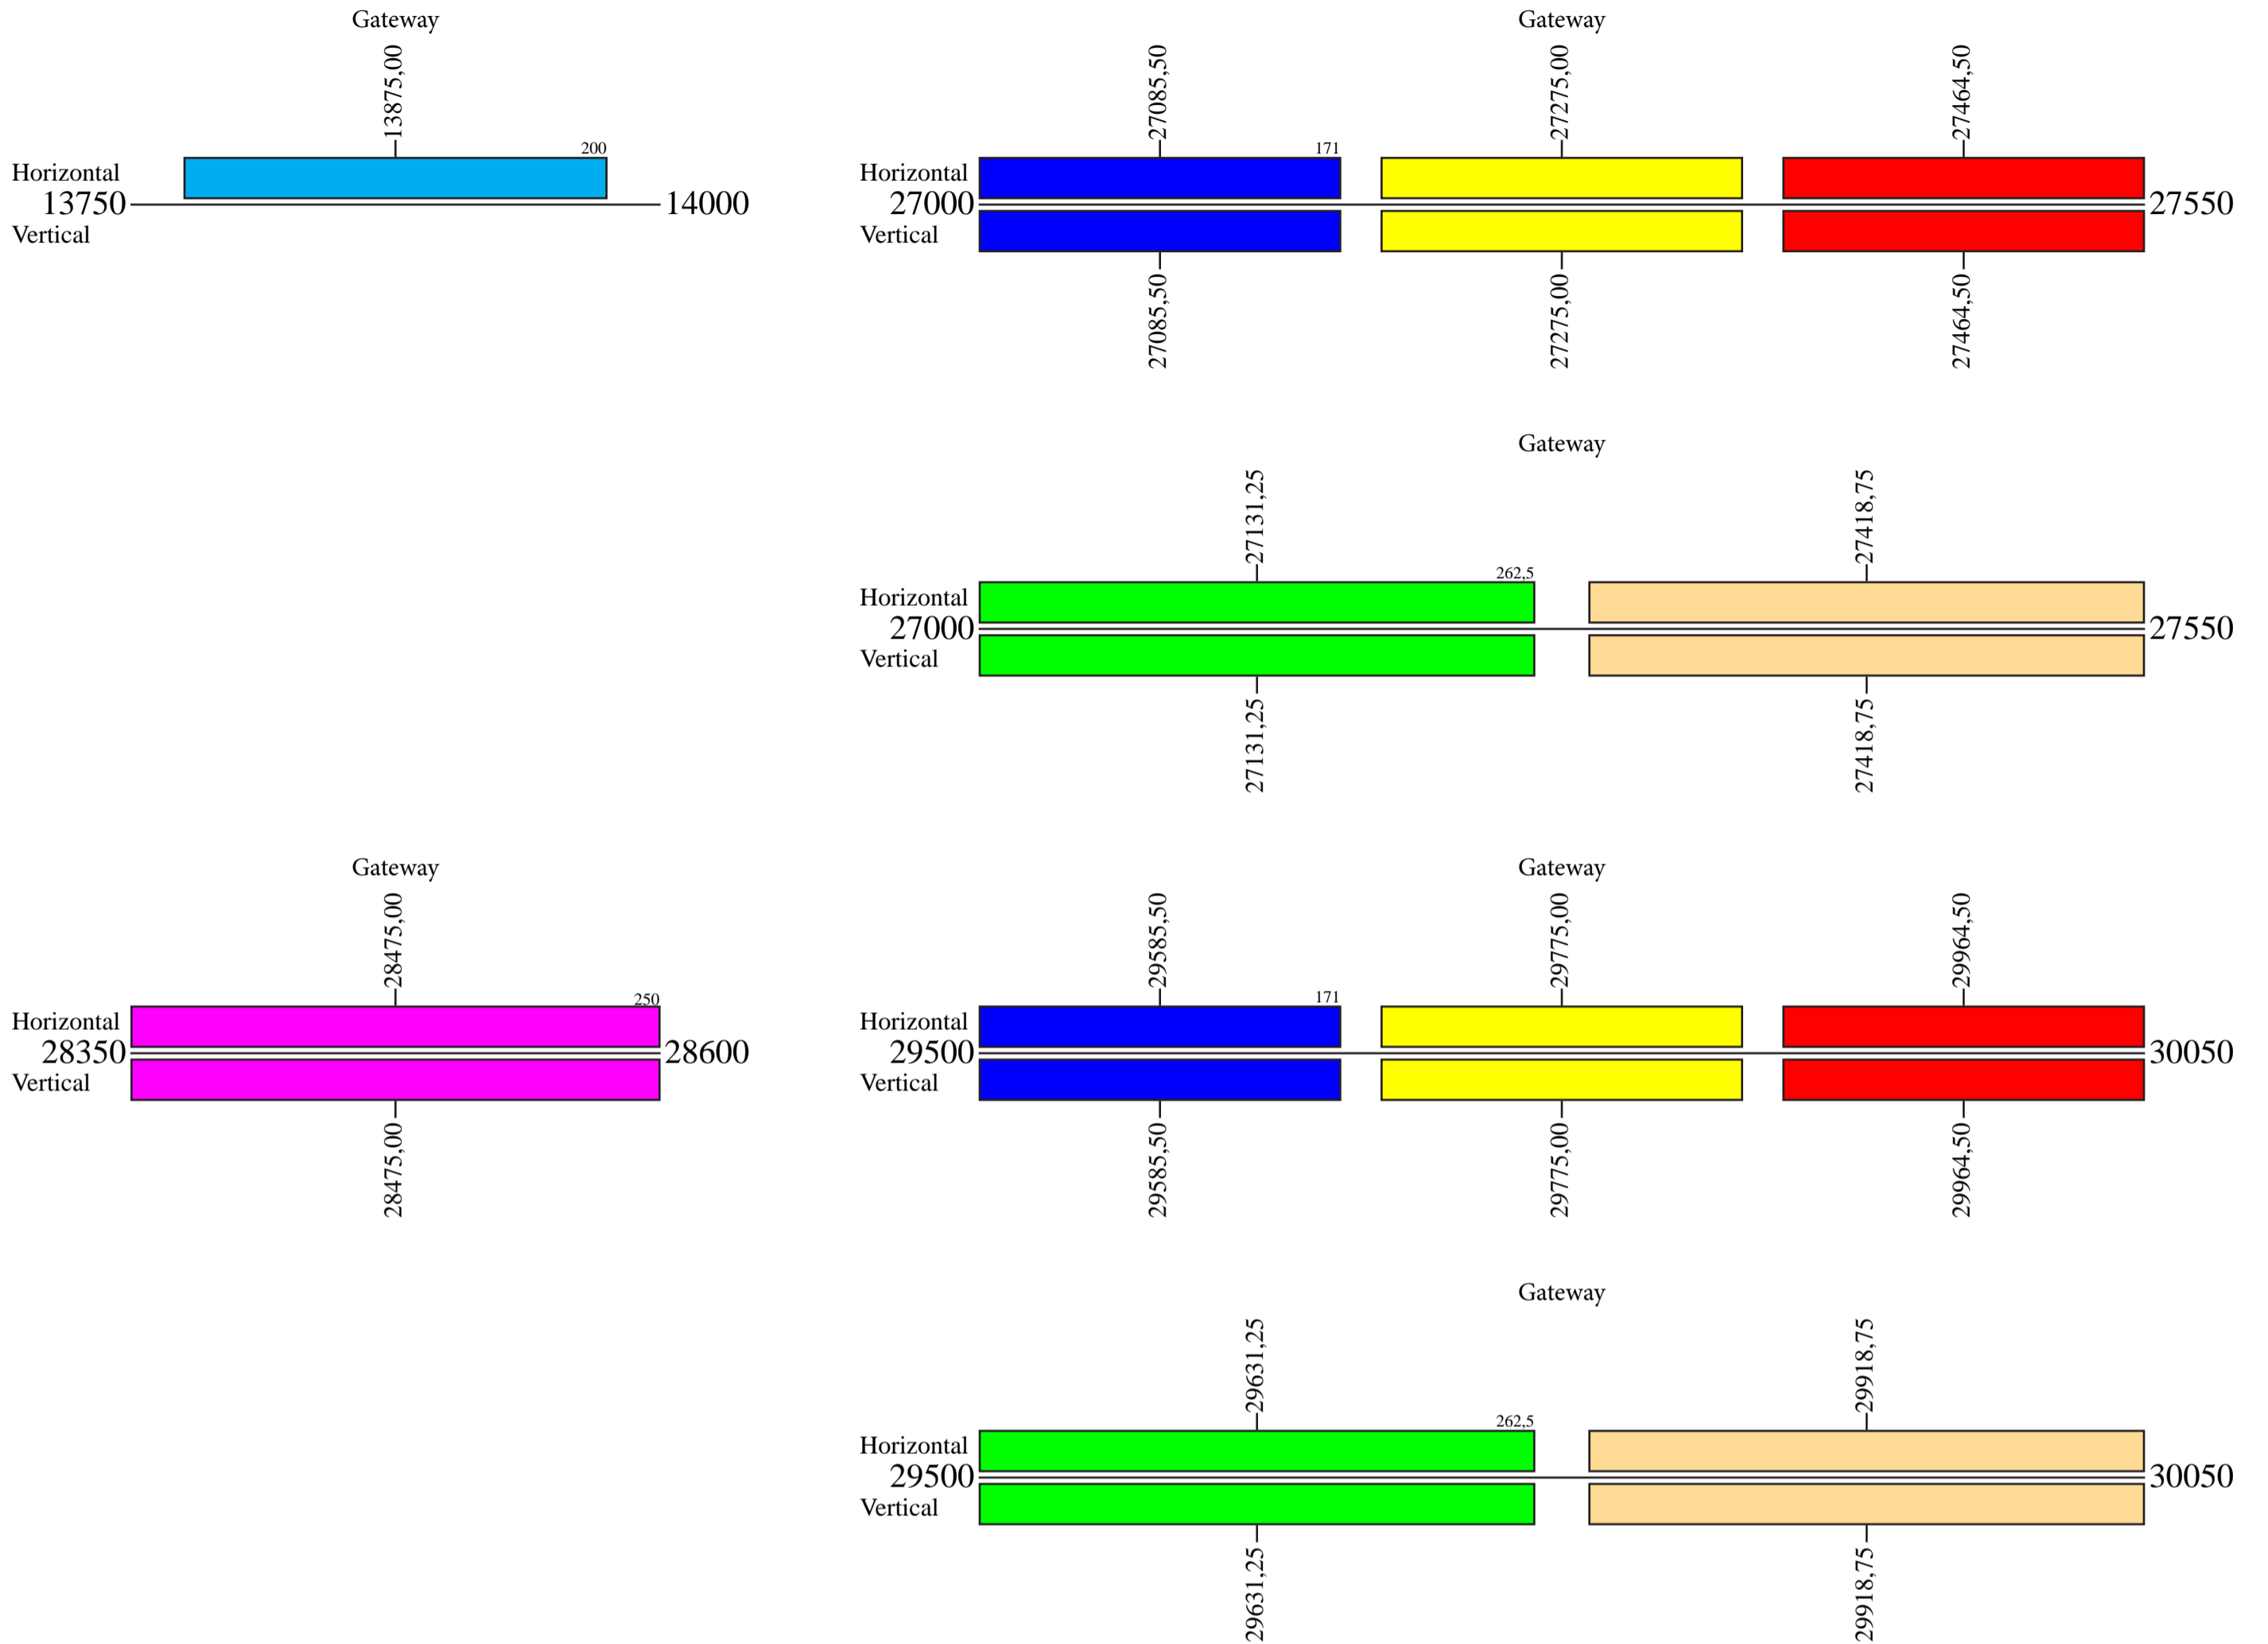 Gateway
13875,00
200
Horizontal
13750 14000
Vertical
Gateway
27085,50 27275,00 27464,50
171
Horizontal
27000 27550
Vertical
27085,50 27275,00 27464,50
Gateway
27131,25 27418,75
262,5
Horizontal
27000 27550
Vertical
27131,25 27418,75
Gateway
28475,00
250
Horizontal
28350 28600
Vertical
28475,00
Gateway
29585,50 29775,00 29964,50
171
Horizontal
29500 30050
Vertical
29585,50 29775,00 29964,50
Gateway
29631,25 29918,75
262,5
Horizontal
29500 30050
Vertical
29631,25 29918,75